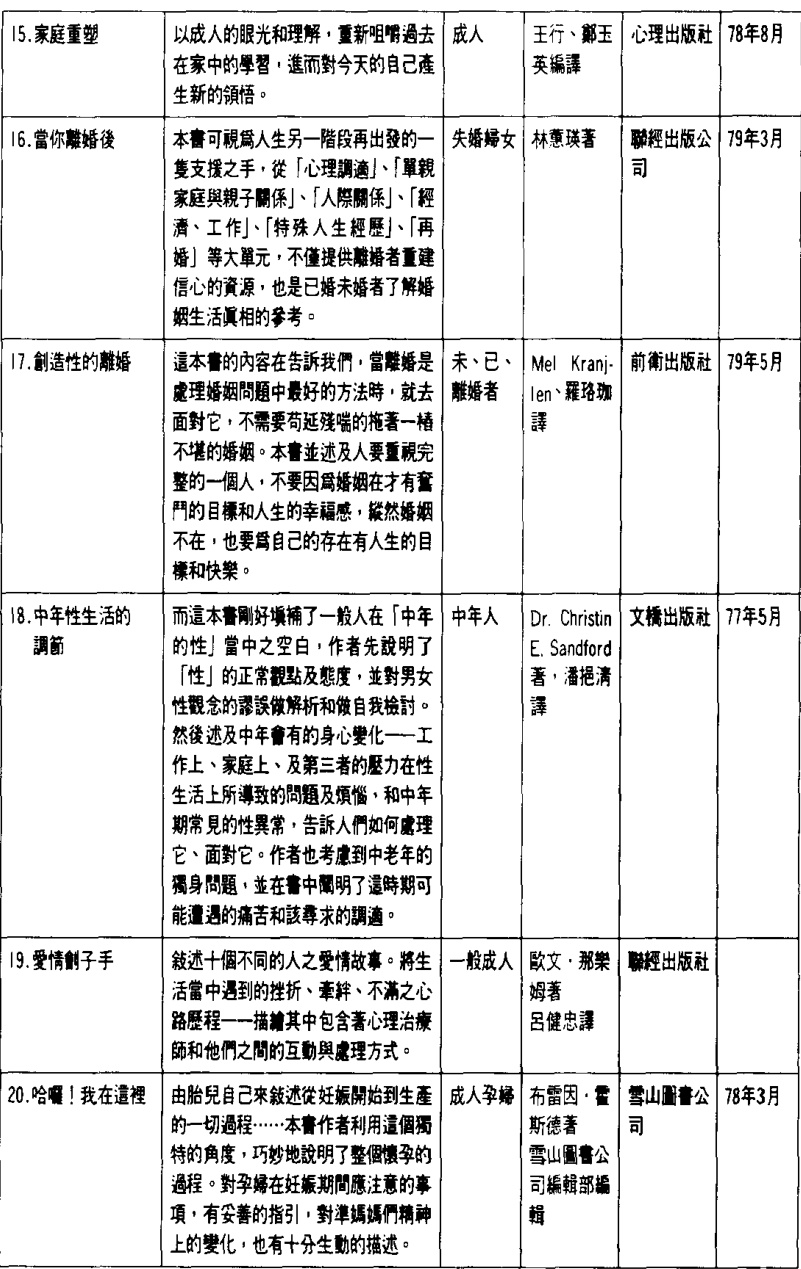 15.家庭重塑
以成人的眼光和理解，重新咀嚼過去
在家中的學習，進而對今天的自己產
生新的領悟。
成人
王行、鄭玉
英編譯
心理出版社
78年8月
16.當你離婚後
本書可視爲人生另一階段再出發的一
隻支援之手，從「心理調適」、「單親
家庭與親子關係」、「人際關係」、「經
濟、工作」、「特殊人生經歷」、「再
婚」等大單元，不僅提供離婚者重建
信心的資源，也是已婚未婚者了解婚
姻生活眞相的參考。
失婚婦女
林蕙瑛著
聯經出版公
司
79年3月
17.創造性的離婚
這本書的內容在告訴我們，當離婚是
處理婚姻問題中最好的方法時，就去
面對它，不需要苟延殘喘的拖著一樁
不堪的婚姻。本書並述及人要重視完
整的一個人，不要因爲婚姻在才有奮
鬥的目標和人生的幸福感，縱然婚姻
不在，也要爲自己的存在有人生的目
標和快樂。
未、已、
離婚者
Mel Kranj-
len、羅珞珈
譯
前衛出版社
79年5月
18.中年性生活的
調節
而這本書剛好塡補了一般人在「中年
的性」當中之空白，作者先說明了
「性」的正常觀點及態度，並對男女
性觀念的謬誤做解析和做自我檢討。
然後述及中年會有的身心變化——工
作上、家庭上、及第三者的壓力在性
生活上所導致的問題及煩惱，和中年
期常見的性異常，告訴人們如何處理
它、面對它。作者也考慮到中老年的
獨身問題，並在書中闡明了這時期可
能遭遇的痛苦和該尋求的調適。
中年人
Dr. Christin
E. Sandford
著，潘挹淸
譯
文橋出版社
77年5月
19.愛情劊子手
敍述十個不同的人之愛情故事。將生
活當中遇到的挫折、牽絆、不滿之心
路歷程——描繪其中包含著心理治療
師和他們之間的互動與處理方式。
一般成人
歐文·那樂
姆著
呂健忠譯
聯經出版社
20.哈囉！我在這裡
由胎兒自己來敍述從妊娠開始到生產
的一切過程……本書作者利用這個獨
特的角度，巧妙地說明了整個懷孕的
過程。對孕婦在妊娠期間應注意的事
項，有妥善的指引，對準媽媽們精神
上的變化，也有十分生動的描述。
成人孕婦
布雷因·霍
斯德著
雪山圖書公
司編輯部編
輯
雪山圖書公
司
78年3月